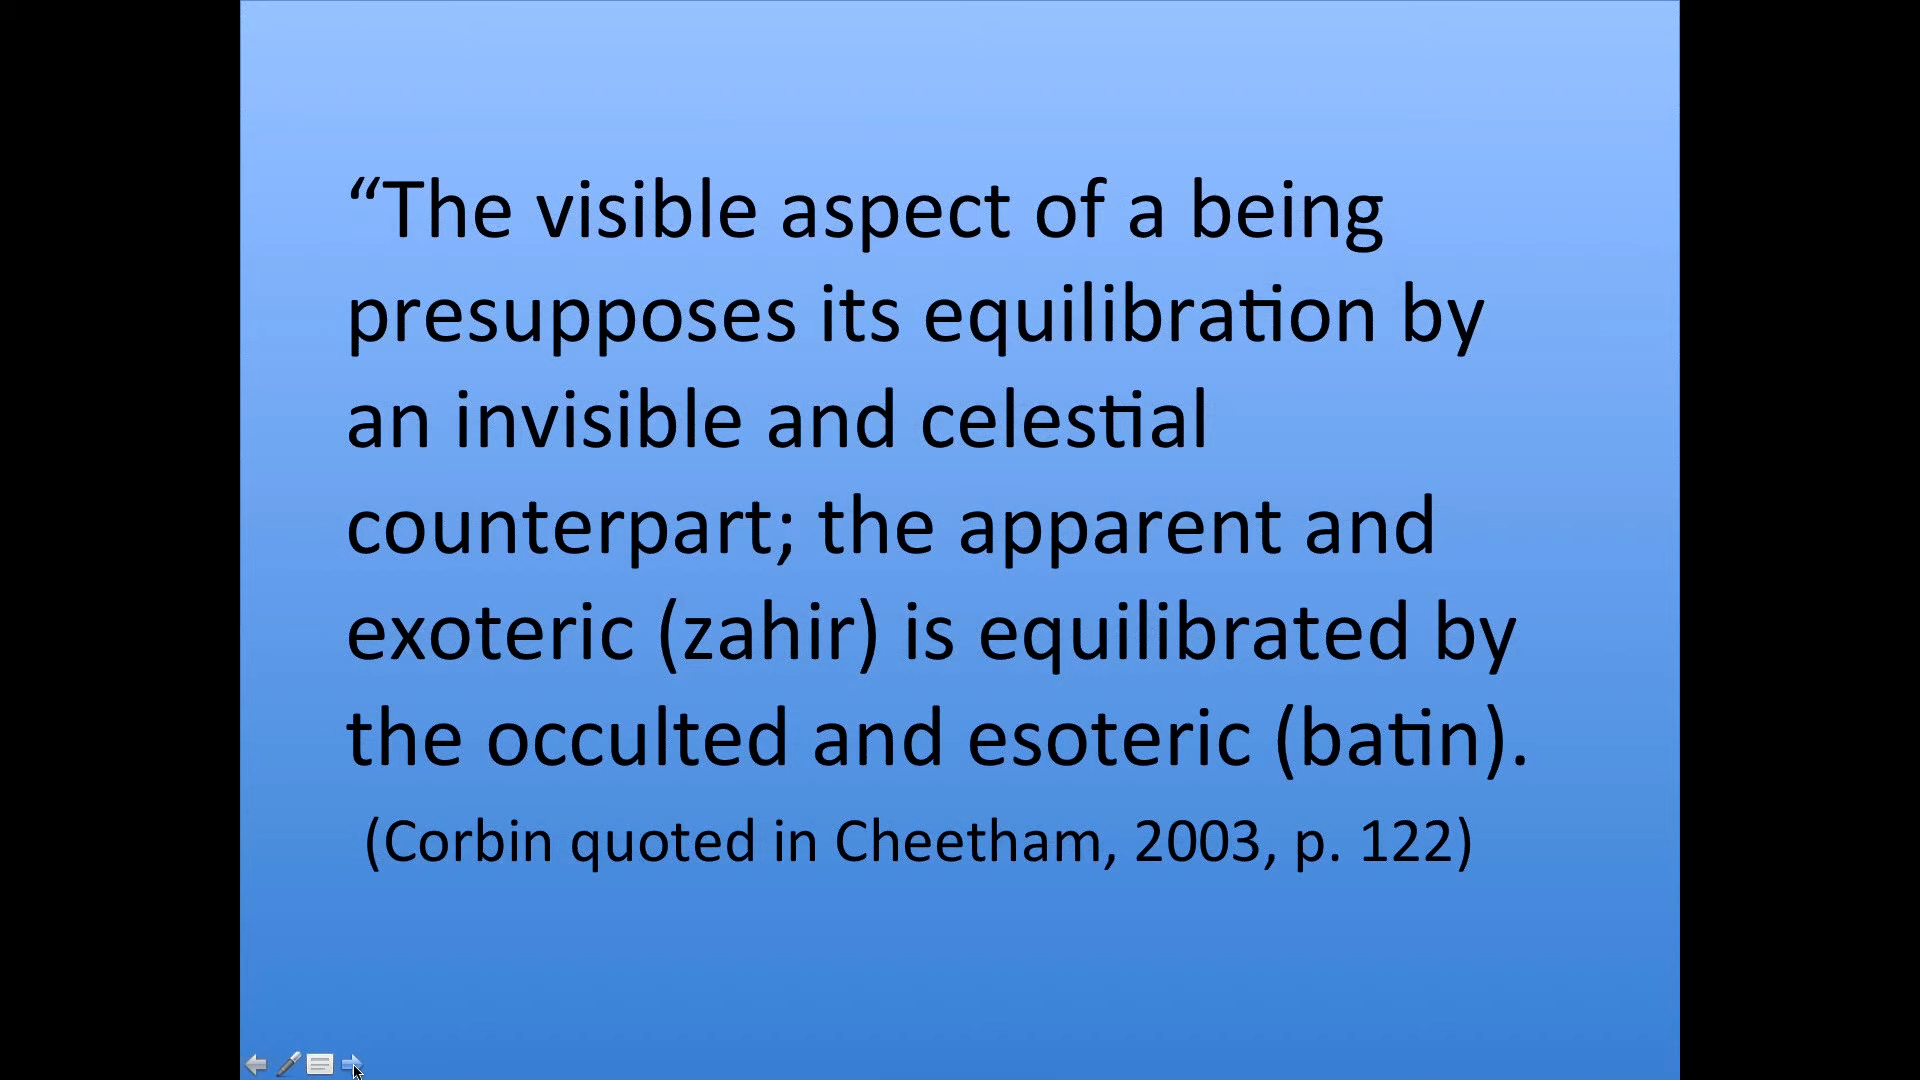 “The visible aspect of a being
presupposes its equilibration by
an invisible and celestial
counterpart; the apparent and
exoteric (zahir) is equilibrated by
the occulted and esoteric (batin).
(Corbin quoted in Cheetham, 2003, p. 122)